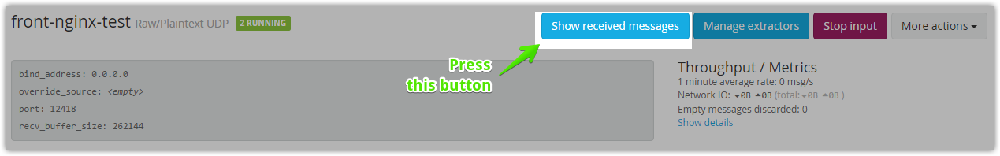 front-nginx-test Raw/Plaintext UDP 2 RUNNING
Show received messages Manage extractors Stop input More actions
Press
this button
bind_address: 0.0.0.0
override_source: <empty>
port: 12418
recv_buffer_size: 262144
Throughput / Metrics
1 minute average rate: 0 msg/s
Network IO: 0B 0B (total: 0B 0B )
Empty messages discarded: 0
Show details